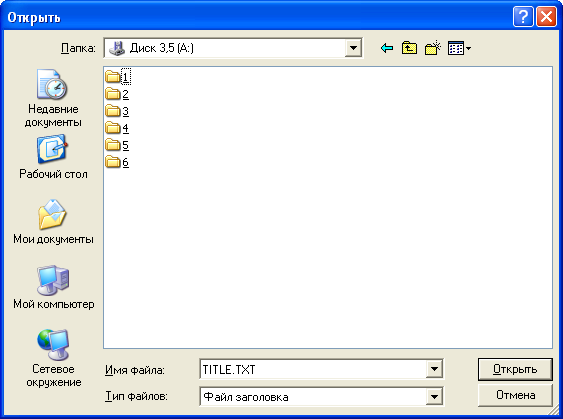 Открыть
Папка: Диск 3,5 (A:)
1
2
3
4
5
6
Недавние
документы
Рабочий стол
Мои документы
Мой компьютер
Сетевое
окружение
Имя файла: TITLE.TXT Открыть
Тип файлов: Файл заголовка Отмена